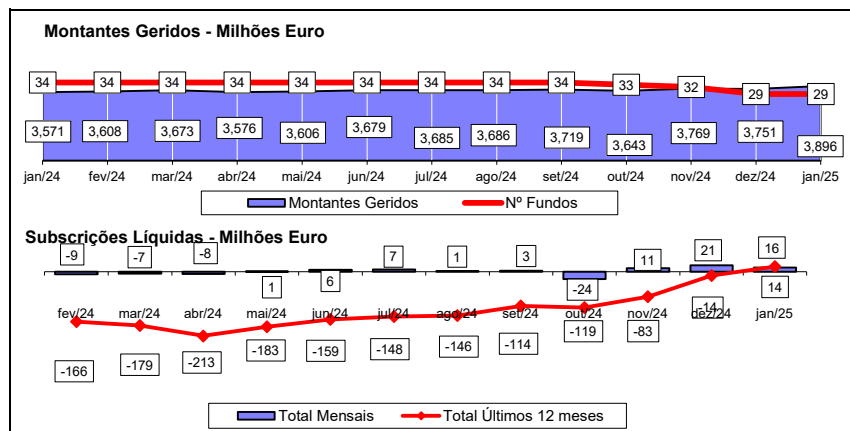 Montantes Geridos - Milhões Euro
34 34 34 34 34 34 34 34 34 33 32 29 29
3,571 3,608 3,673 3,576 3,606 3,679 3,685 3,686 3,719 3,643 3,769 3,751 3,896
jan/24 fev/24 mar/24 abr/24 mai/24 jun/24 jul/24 ago/24 set/24 out/24 nov/24 dez/24 jan/25
Montantes Geridos Nº Fundos
Subscrições Líquidas - Milhões Euro
-9 -7 -8 1 6 7 1 3 -24 11 21 16
fev/24 mar/24 abr/24 mai/24 jun/24 jul/24 ago/24 set/24 out/24 nov/24 dez/24 jan/25
-166 -179 -213 -183 -159 -148 -146 -114 -119 -83 -14 14
Total Mensais Total Últimos 12 meses